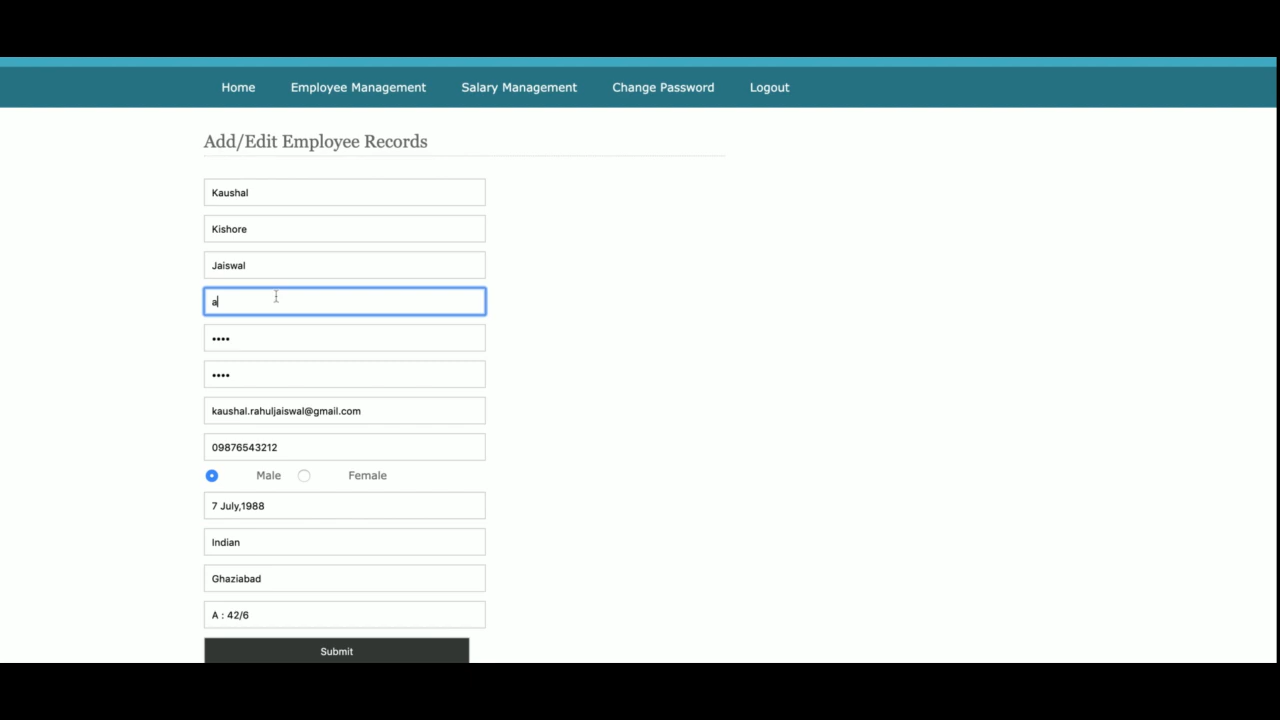 Home Employee Management Salary Management Change Password Logout
Add/Edit Employee Records
Kaushal
Kishore
Jaiswal
a
••••
••••
kaushal.rahuljaiswal@gmail.com
09876543212
Male Female
7 July,1988
Indian
Ghaziabad
A : 42/6
Submit